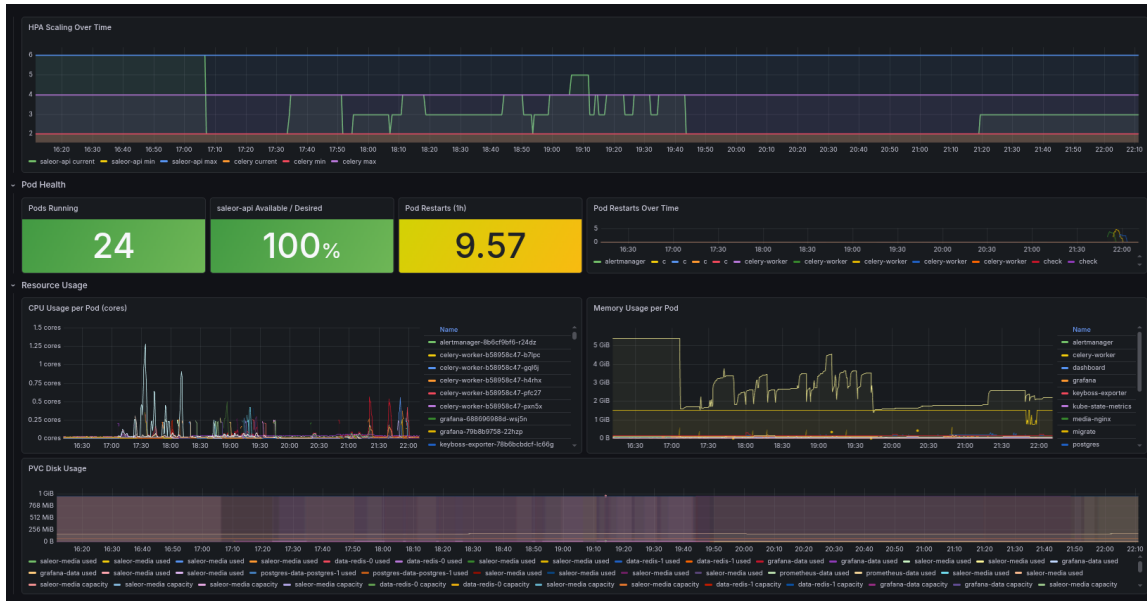 HPA Scaling Over Time
6
5
4
3
2
16:20 16:30 16:40 16:50 17:00 17:10 17:20 17:30 17:40 17:50 18:00 18:10 18:20 18:30 18:40 18:50 19:00 19:10 19:20 19:30 19:40 19:50 20:00 20:10 20:20 20:30 20:40 20:50 21:00 21:10 21:20 21:30 21:40 21:50 22:00 22:10
saleor-api current saleor-api min saleor-api max celery current celery min celery max
Pod Health
Pods Running
24
saleor-api Available / Desired
100%
Pod Restarts (1h)
9.57
Pod Restarts Over Time
5
0
16:30 17:00 17:30 18:00 18:30 19:00 19:30 20:00 20:30 21:00 21:30 22:00
alertmanager c c c c celery-worker celery-worker celery-worker celery-worker celery-worker check check
Resource Usage
CPU Usage per Pod (cores)
1.5 cores
1.25 cores
1 cores
0.75 cores
0.5 cores
0.25 cores
0 cores
16:30 17:00 17:30 18:00 18:30 19:00 19:30 20:00 20:30 21:00 21:30 22:00
Name
alertmanager-8b6cf9bf6-r24dz
celery-worker-b58958c47-b7lpc
celery-worker-b58958c47-gql6j
celery-worker-b58958c47-h4rhx
celery-worker-b58958c47-pfc27
celery-worker-b58958c47-pxn5x
grafana-688696988d-wsj5n
grafana-79b8b9758-22hzp
keyboss-exporter-78b6bcbdcf-lc66g
Memory Usage per Pod
5 GiB
4 GiB
3 GiB
2 GiB
1 GiB
0 B
16:30 17:00 17:30 18:00 18:30 19:00 19:30 20:00 20:30 21:00 21:30 22:00
Name
alertmanager
celery-worker
dashboard
grafana
keyboss-exporter
kube-state-metrics
media-nginx
migrate
postgres
PVC Disk Usage
1 GiB
768 MiB
512 MiB
256 MiB
0 B
16:20 16:30 16:40 16:50 17:00 17:10 17:20 17:30 17:40 17:50 18:00 18:10 18:20 18:30 18:40 18:50 19:00 19:10 19:20 19:30 19:40 19:50 20:00 20:10 20:20 20:30 20:40 20:50 21:00 21:10 21:20 21:30 21:40 21:50 22:00 22:10
saleor-media used saleor-media used saleor-media used saleor-media used data-redis-0 used data-redis-0 used saleor-media used saleor-media used data-redis-1 used data-redis-1 used grafana-data used grafana-data used saleor-media used saleor-media used grafana-data used
grafana-data used saleor-media used saleor-media used postgres-data-postgres-1 used postgres-data-postgres-1 used saleor-media used saleor-media used saleor-media used prometheus-data used prometheus-data used saleor-media used saleor-media used
saleor-media capacity saleor-media capacity saleor-media capacity saleor-media capacity data-redis-0 capacity data-redis-0 capacity saleor-media capacity saleor-media capacity data-redis-1 capacity data-redis-1 capacity grafana-data capacity grafana-data capacity saleor-media capacity